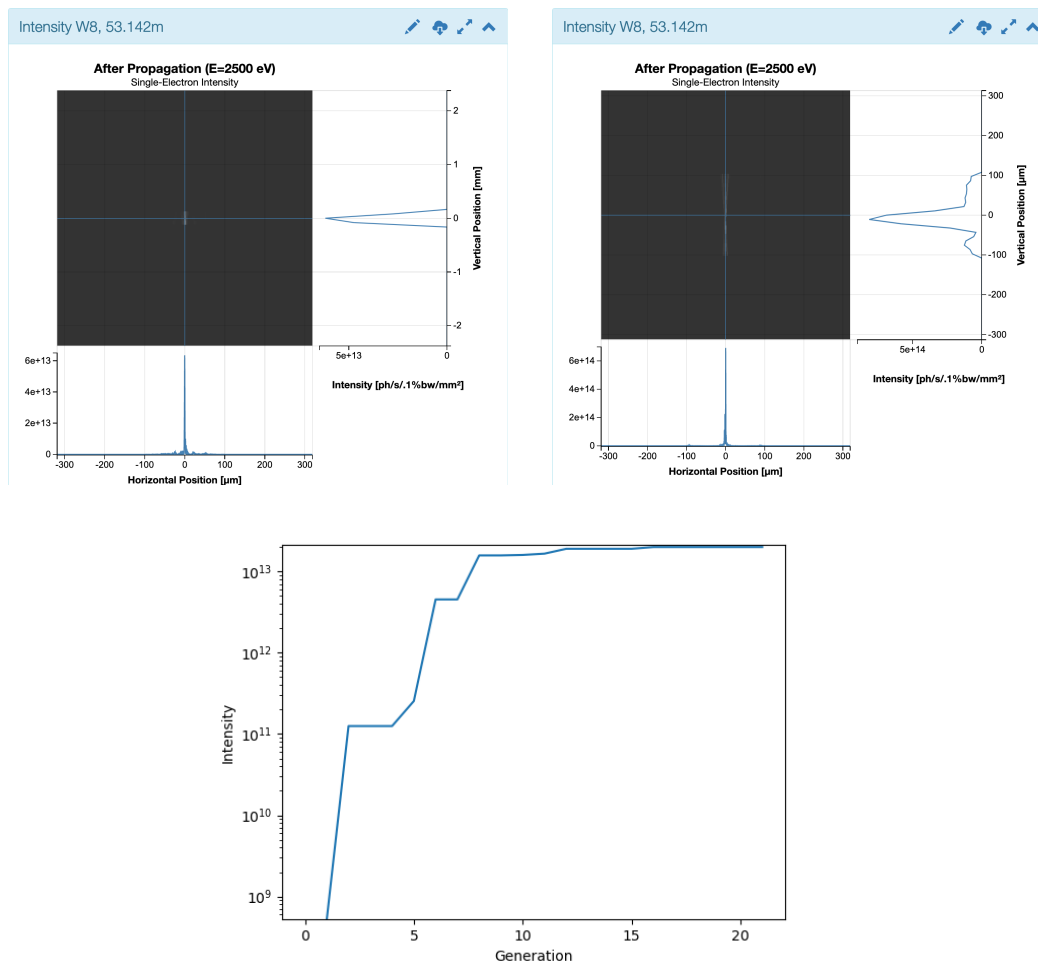 Intensity W8, 53.142m
After Propagation (E=2500 eV)
Single-Electron Intensity
2
1
0
-1
-2
Vertical Position [mm]
5e+13
0
Intensity [ph/s/.1%bw/mm²]
6e+13
4e+13
2e+13
0
-300
-200
-100
0
100
200
300
Horizontal Position [µm]
Intensity W8, 53.142m
After Propagation (E=2500 eV)
Single-Electron Intensity
300
200
100
0
-100
-200
-300
Vertical Position [µm]
5e+14
0
Intensity [ph/s/.1%bw/mm²]
6e+14
4e+14
2e+14
0
-300
-200
-100
0
100
200
300
Horizontal Position [µm]
10¹³
10¹²
10¹¹
10¹⁰
10⁹
Intensity
0
5
10
15
20
Generation